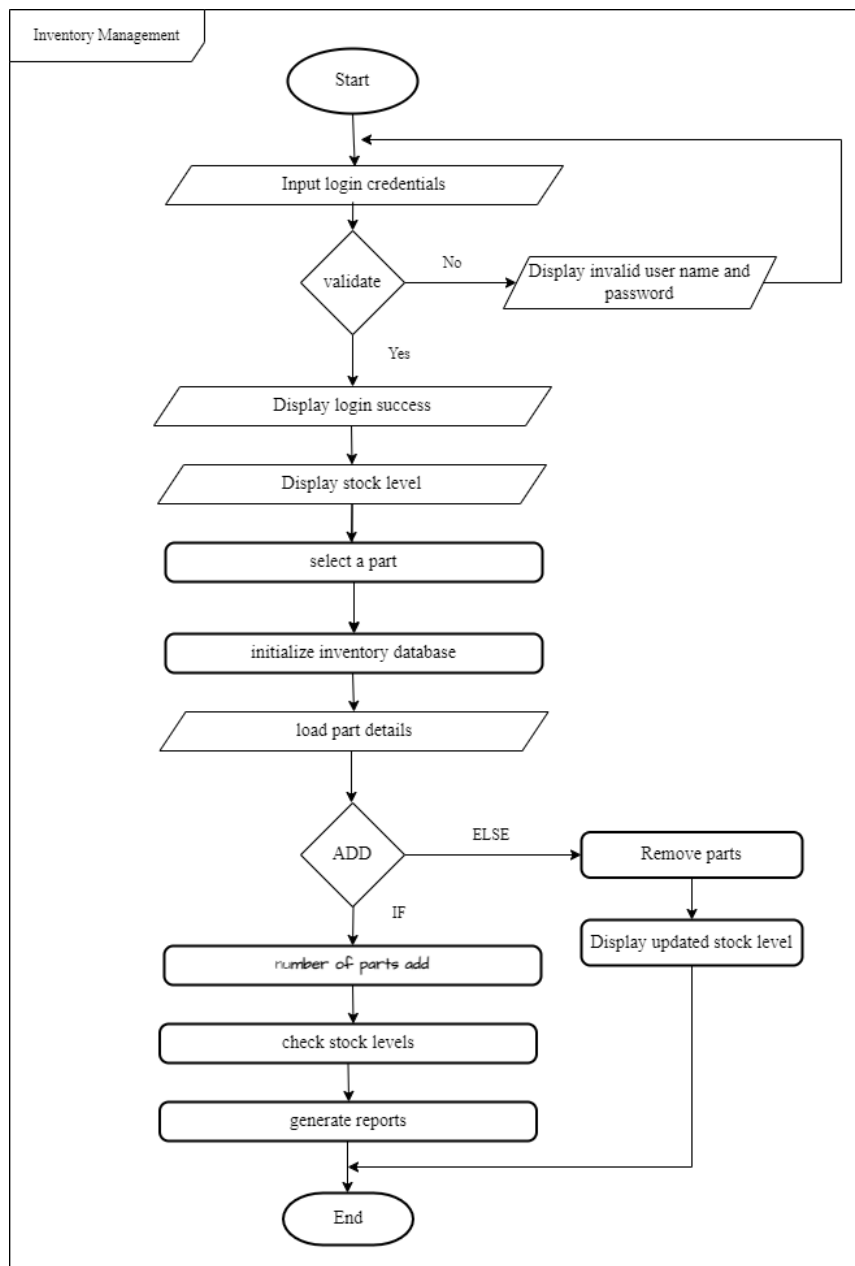 Inventory Management
Start
Input login credentials
validate
No
Display invalid user name and
password
Yes
Display login success
Display stock level
select a part
initialize inventory database
load part details
ADD
ELSE
Remove parts
IF
Display updated stock level
number of parts add
check stock levels
generate reports
End